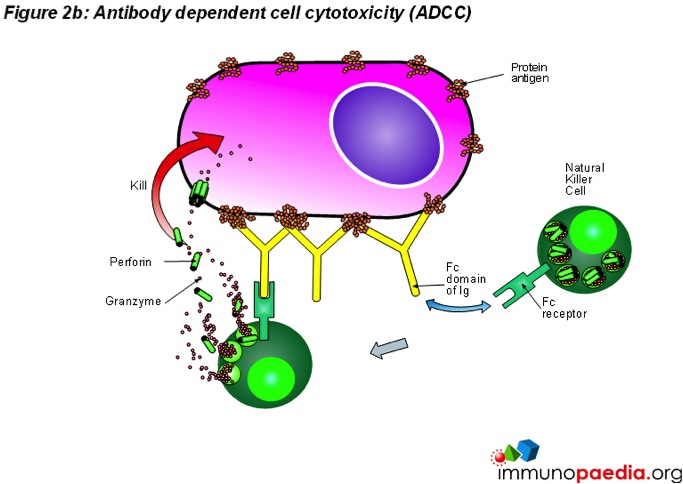 Figure 2b: Antibody dependent cell cytotoxicity (ADCC)
Protein
antigen
Natural
Killer
Cell
Kill
Perforin
Granzyme
Fc
domain
of Ig
Fc
receptor
immunopaedia.org